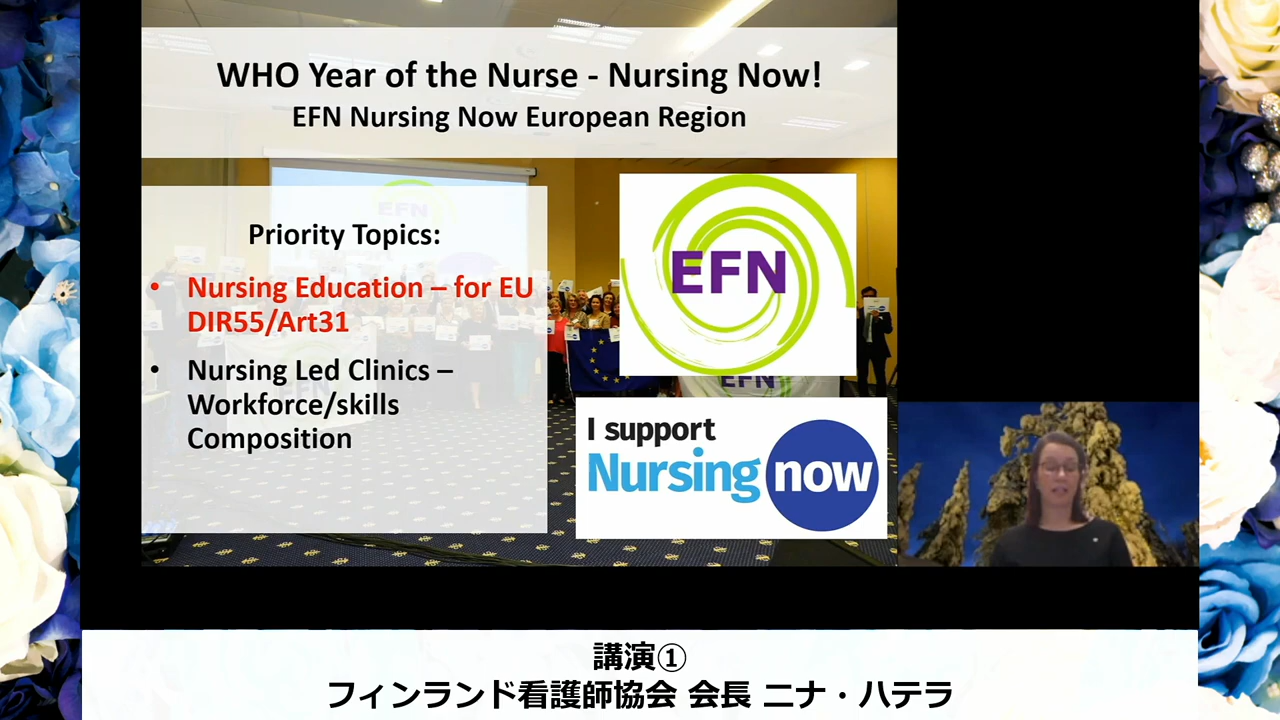 WHO Year of the Nurse - Nursing Now!
EFN Nursing Now European Region
Priority Topics:
• Nursing Education – for EU
DIR55/Art31
• Nursing Led Clinics –
Workforce/skills
Composition
EFN
EFN
EFN
I support
Nursing now
講演①
フィンランド看護師協会 会長 ニナ・ハテラ